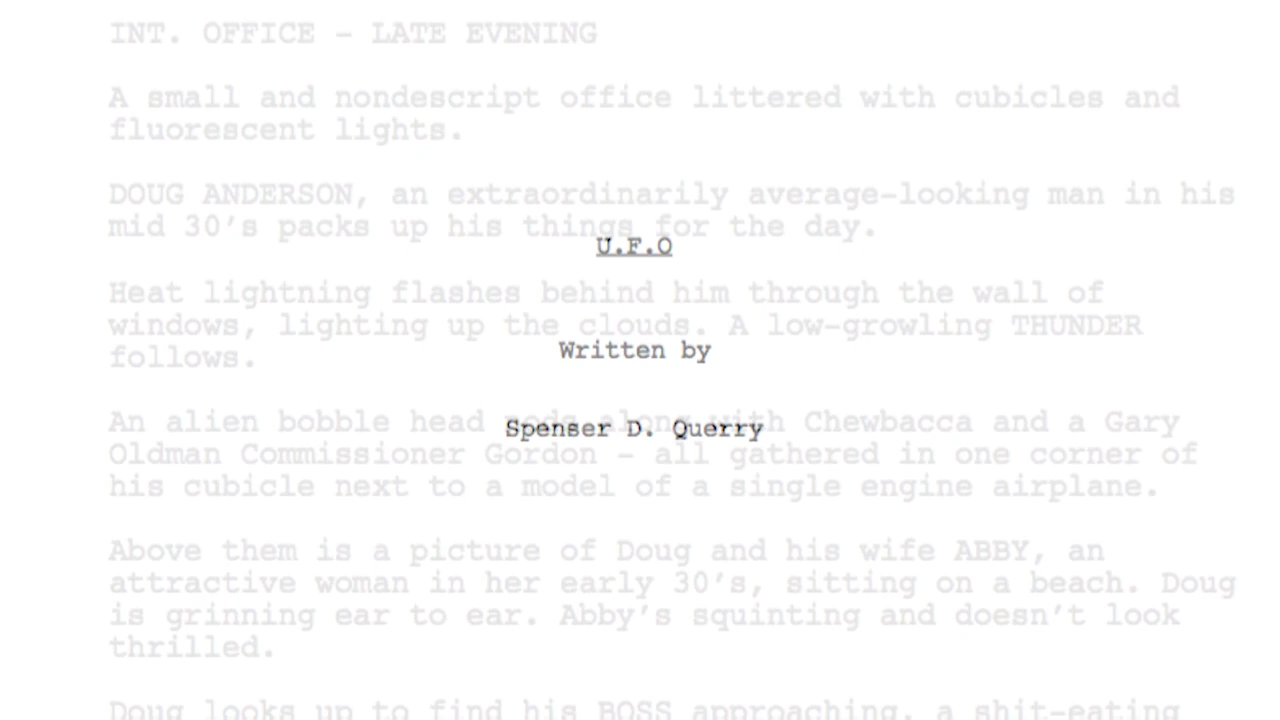 INT. OFFICE - LATE EVENING
A small and nondescript office littered with cubicles and
fluorescent lights.
DOUG ANDERSON, an extraordinarily average-looking man in his
mid 30's packs up his things for the day.
U.F.O
Heat lightning flashes behind him through the wall of
windows, lighting up the clouds. A low-growling THUNDER
Written by
follows.
An alien bobble head nods along with Chewbacca and a Gary
Spenser D. Querry
Oldman Commissioner Gordon - all gathered in one corner of
his cubicle next to a model of a single engine airplane.
Above them is a picture of Doug and his wife ABBY, an
attractive woman in her early 30's, sitting on a beach. Doug
is grinning ear to ear. Abby's squinting and doesn't look
thrilled.
Doug looks up to find his BOSS approaching, a shit-eating